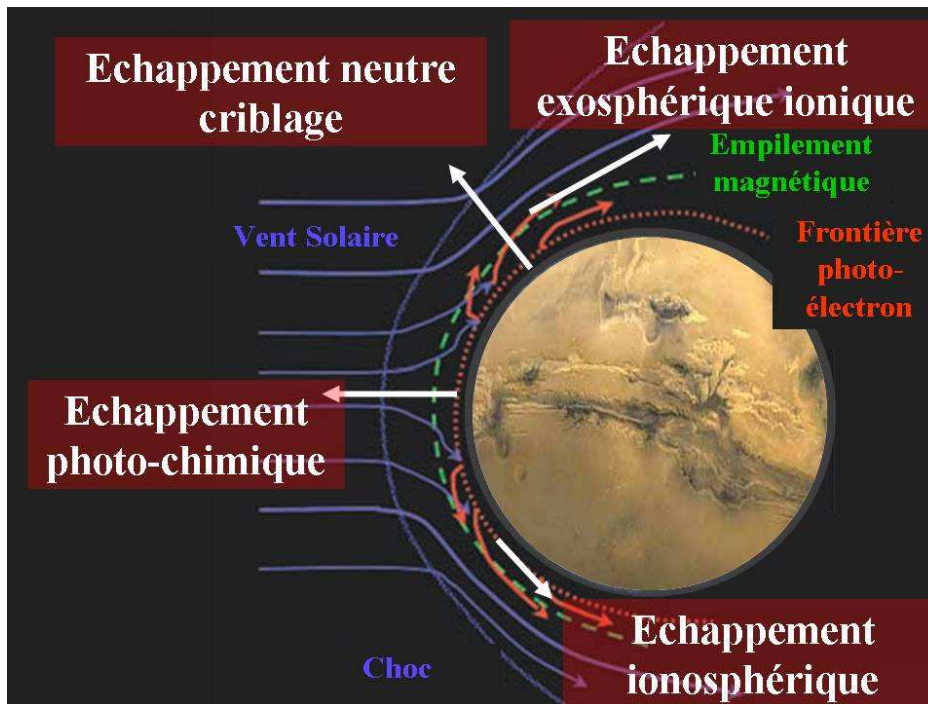 Echappement neutre
criblage
Echappement
exosphérique ionique
Empilement
magnétique
Vent Solaire
Frontière
photo-
électron
Echappement
photo-chimique
Echappement
ionosphérique
Choc